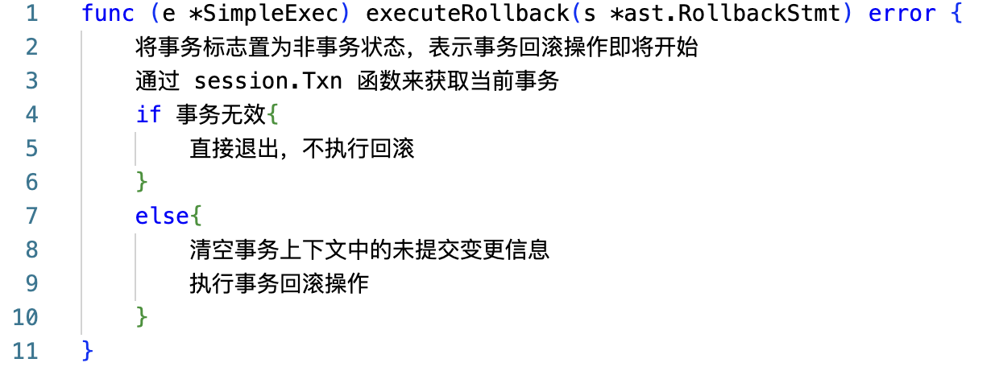 1 func (e *SimpleExec) executeRollback(s *ast.RollbackStmt) error {
2 将事务标志置为非事务状态，表示事务回滚操作即将开始
3 通过 session.Txn 函数来获取当前事务
4 if 事务无效{
5 直接退出，不执行回滚
6 }
7 else{
8 清空事务上下文中的未提交变更信息
9 执行事务回滚操作
10 }
11 }